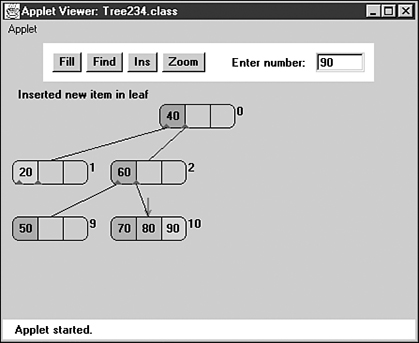 Applet Viewer: Tree234.class
Applet
Fill Find Ins Zoom Enter number: 90
Inserted new item in leaf
40 0
20 1 60 2
50 9 70 80 90 10
Applet started.